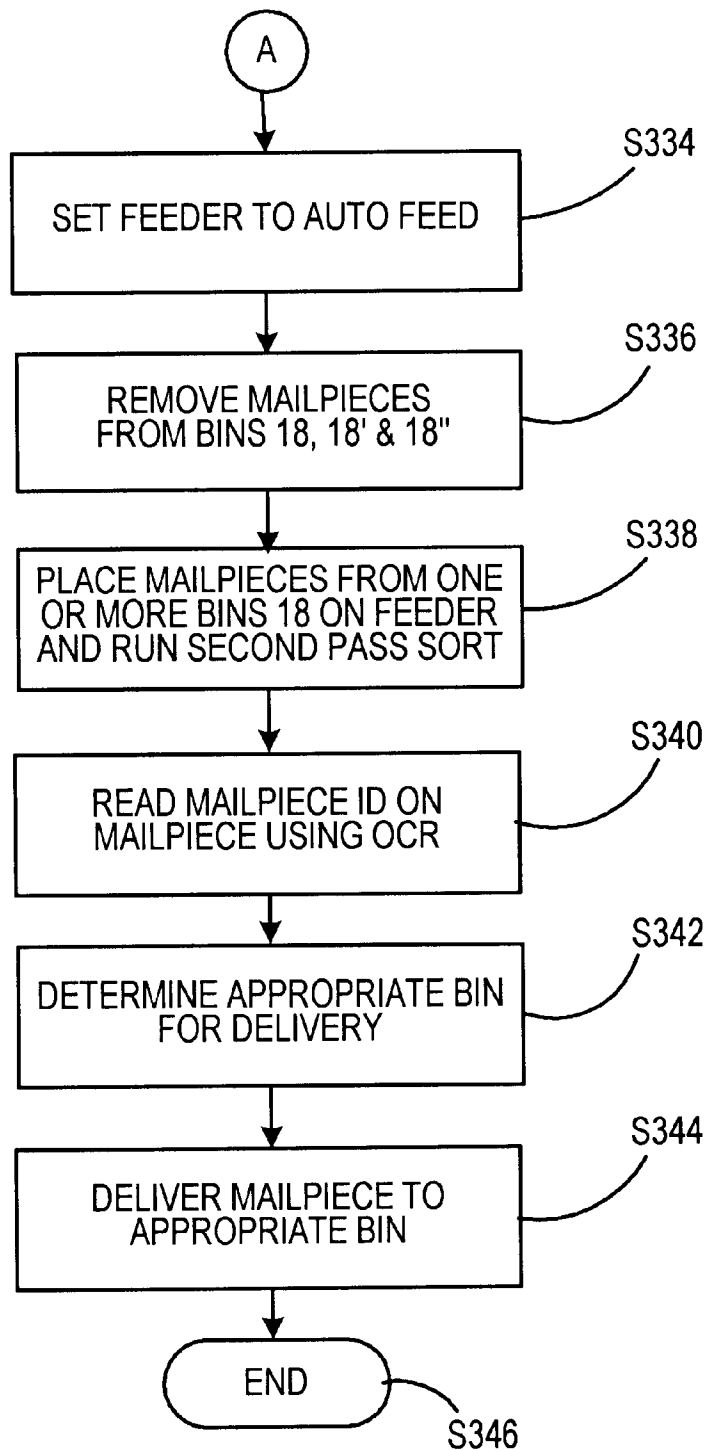 A
S334
SET FEEDER TO AUTO FEED
S336
REMOVE MAILPIECES
FROM BINS 18, 18' & 18"
S338
PLACE MAILPIECES FROM ONE
OR MORE BINS 18 ON FEEDER
AND RUN SECOND PASS SORT
S340
READ MAILPIECE ID ON
MAILPIECE USING OCR
S342
DETERMINE APPROPRIATE BIN
FOR DELIVERY
S344
DELIVER MAILPIECE TO
APPROPRIATE BIN
END
S346